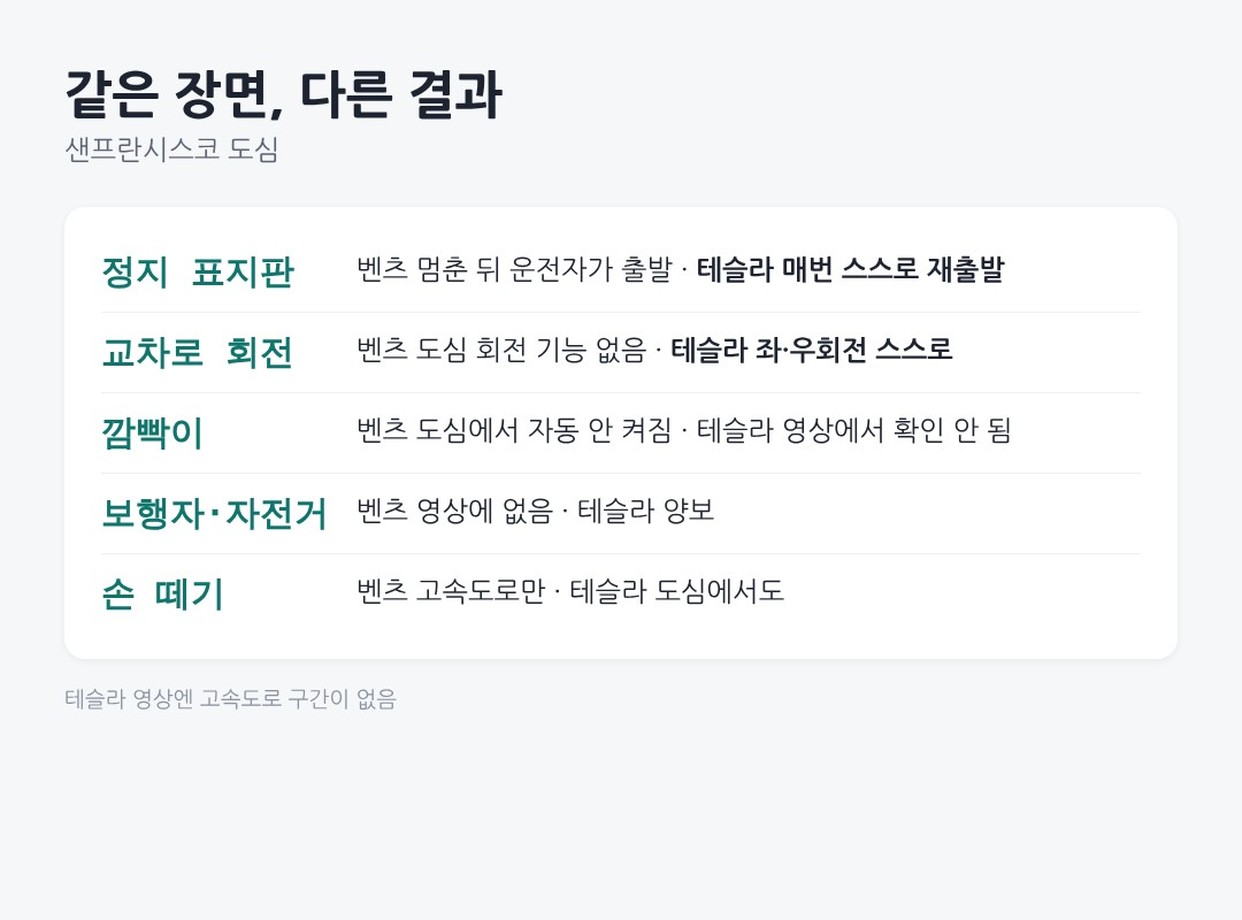 같은 장면, 다른 결과
샌프란시스코 도심
정지 표지판 벤츠 멈춘 뒤 운전자가 출발 · 테슬라 매번 스스로 재출발
교차로 회전 벤츠 도심 회전 기능 없음 · 테슬라 좌·우회전 스스로
깜빡이 벤츠 도심에서 자동 안 켜짐 · 테슬라 영상에서 확인 안 됨
보행자·자전거 벤츠 영상에 없음 · 테슬라 양보
손 떼기 벤츠 고속도로만 · 테슬라 도심에서도
테슬라 영상엔 고속도로 구간이 없음